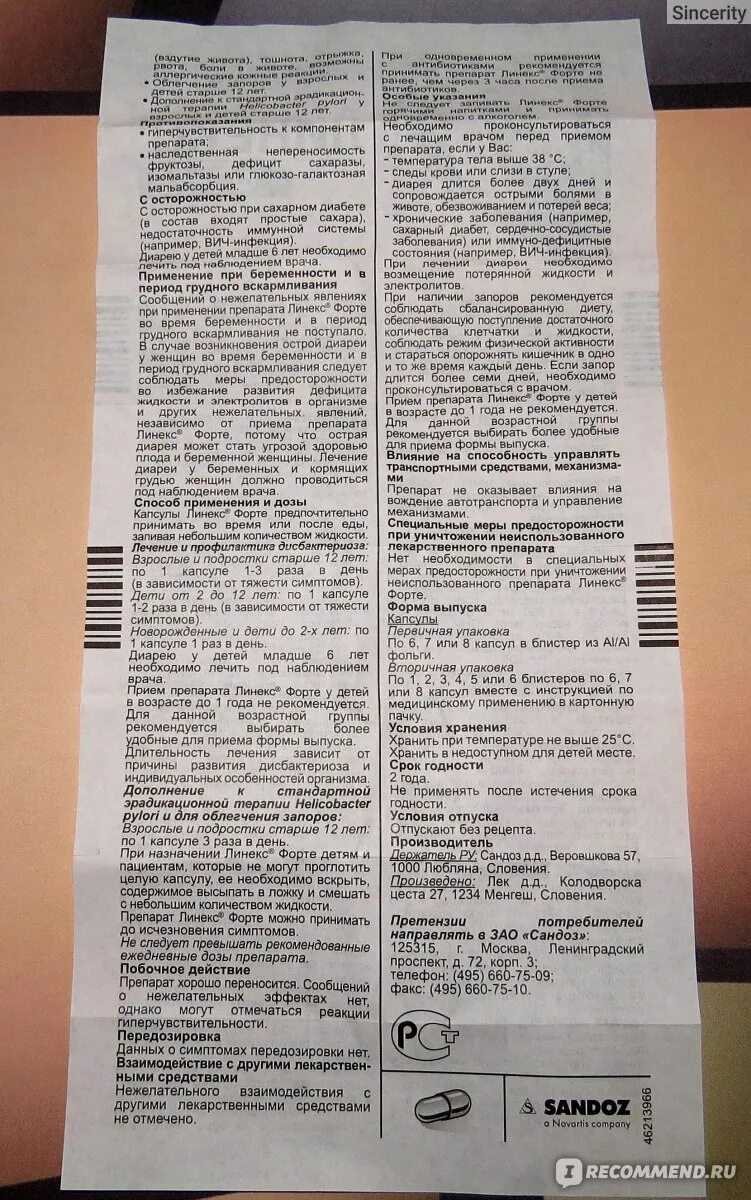 Sincerity
(вздутие живота), тошнота, отрыжка,
рвота, боли в животе, возможны
аллергические кожные реакции.
• Облегчение запоров у взрослых и
детей старше 12 лет.
• Дополнение к стандартной эрадикацион-
ной терапии Helicobacter pylori у
взрослых и детей старше 12 лет.
Противопоказания
• гиперчувствительность к компонентам
препарата;
• наследственная непереносимость
фруктозы, дефицит сахаразы,
изомальтазы или глюкозо-галактозная
мальабсорбция.
С осторожностью
С осторожностью при сахарном диабете
(в состав входят простые сахара),
недостаточность иммунной системы
(например, ВИЧ-инфекция).
Диарею у детей младше 6 лет необходимо
лечить под наблюдением врача.
Применение при беременности и в
период грудного вскармливания
Сообщений о нежелательных явлениях
при применении препарата Линекс® Форте
во время беременности и в период
грудного вскармливания не поступало.
В случае возникновения острой диареи
у женщин во время беременности и в
период грудного вскармливания следует
соблюдать меры предосторожности
во избежание развития дефицита
жидкости и электролитов в организме
и других нежелательных явлений,
независимо от приема препарата
Линекс® Форте, потому что острая
диарея может стать угрозой здоровью
плода и беременной женщины. Лечение
диареи у беременных и кормящих
грудью женщин должно проводиться
под наблюдением врача.
Способ применения и дозы
Капсулы Линекс® Форте предпочтительно
принимать во время или после еды,
запивая небольшим количеством жидкости.
Лечение и профилактика дисбактериоза:
Взрослые и подростки старше 12 лет:
по 1 капсуле 1-3 раза в день
(в зависимости от тяжести симптомов).
Дети от 2 до 12 лет: по 1 капсуле
1-2 раза в день (в зависимости от тяжести
симптомов).
Новорожденные и дети до 2-х лет: по
1 капсуле 1 раз в день.
Диарею у детей младше 6 лет
необходимо лечить под наблюдением
врача.
Прием препарата Линекс® Форте у детей
в возрасте до 1 года не рекомендуется.
Для данной возрастной группы
рекомендуется выбирать более
удобные для приема формы выпуска.
Длительность лечения зависит от
причины развития дисбактериоза и
индивидуальных особенностей организма.
Дополнение к стандартной
эрадикационной терапии Helicobacter
pylori и для облегчения запоров:
Взрослые и подростки старше 12 лет:
по 1 капсуле 3 раза в день.
При назначении Линекс® Форте детям и
пациентам, которые не могут проглотить
целую капсулу, ее необходимо вскрыть,
содержимое высыпать в ложку и смешать
с небольшим количеством жидкости.
Препарат Линекс® Форте можно принимать
до исчезновения симптомов.
Не следует превышать рекомендованные
ежедневные дозы препарата.
Побочное действие
Препарат хорошо переносится. Сообщений
о нежелательных эффектах нет,
однако могут отмечаться реакции
гиперчувствительности.
Передозировка
Данных о симптомах передозировки нет.
Взаимодействие с другими лекарствен-
ными средствами
Нежелательного взаимодействия с
другими лекарственными средствами
не отмечено.
При одновременном применении
с антибиотиками рекомендуется
принимать препарат Линекс® Форте не
ранее, чем через 3 часа после приема
антибиотиков.
Особые указания
Не следует запивать Линекс® Форте
горячими напитками и принимать
одновременно с алкоголем.
Необходимо проконсультироваться
с лечащим врачом перед приемом
препарата, если у Вас:
- температура тела выше 38 °C;
- следы крови или слизи в стуле;
- диарея длится более двух дней и
сопровождается острыми болями в
животе, обезвоживанием и потерей веса;
- хронические заболевания (например,
сахарный диабет, сердечно-сосудистые
заболевания) или иммуно-дефицитные
состояния (например, ВИЧ-инфекция).
При лечении диареи необходимо
возмещение потерянной жидкости и
электролитов.
При наличии запоров рекомендуется
соблюдать сбалансированную диету,
обеспечивающую поступление достаточного
количества клетчатки и жидкости,
соблюдать режим физической активности
и стараться опорожнять кишечник в одно
и то же время каждый день. Если запор
длится более семи дней, необходимо
проконсультироваться с врачом.
Прием препарата Линекс® Форте у детей
в возрасте до 1 года не рекомендуется.
Для данной возрастной группы
рекомендуется выбирать более удобные
для приема формы выпуска.
Влияние на способность управлять
транспортными средствами, механизма-
ми
Препарат не оказывает влияния на
вождение автотранспорта и управление
механизмами.
Специальные меры предосторожности
при уничтожении неиспользованного
лекарственного препарата
Нет необходимости в специальных
мерах предосторожности при уничтожении
неиспользованного препарата Линекс®
Форте.
Форма выпуска
Капсулы
Первичная упаковка
По 6, 7 или 8 капсул в блистер из Al/Al
фольги.
Вторичная упаковка
По 1, 2, 3, 4, 5 или 6 блистеров по 6, 7
или 8 капсул вместе с инструкцией по
медицинскому применению в картонную
пачку.
Условия хранения
Хранить при температуре не выше 25°C.
Хранить в недоступном для детей месте.
Срок годности
2 года.
Не применять после истечения срока
годности.
Условия отпуска
Отпускают без рецепта.
Производитель
Держатель РУ: Сандоз д.д., Веровшкова 57,
1000 Любляна, Словения.
Произведено: Лек д.д., Колодворска
цеста 27, 1234 Менгеш, Словения.
Претензии потребителей
направлять в ЗАО «Сандоз»:
125315, г. Москва, Ленинградский
проспект, д. 72, корп. 3;
телефон: (495) 660-75-09;
факс: (495) 660-75-10.
РСТ
SANDOZ
a Novartis company
46213966
IRECOMMEND.RU